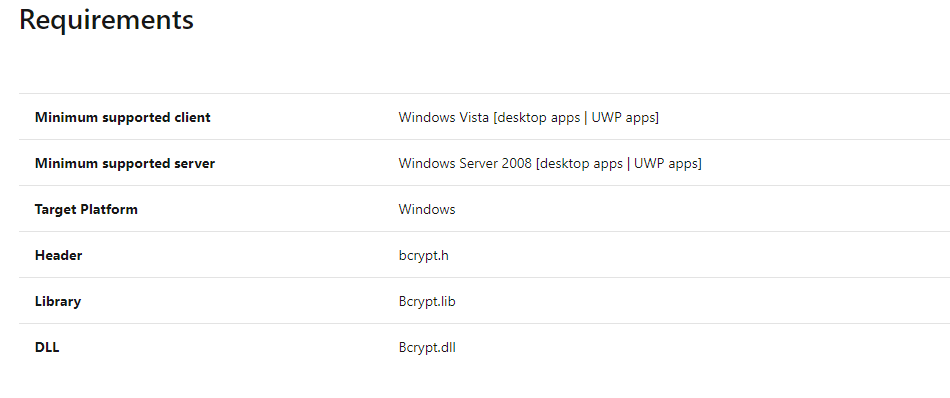 Requirements
Minimum supported client Windows Vista [desktop apps | UWP apps]
Minimum supported server Windows Server 2008 [desktop apps | UWP apps]
Target Platform Windows
Header bcrypt.h
Library Bcrypt.lib
DLL Bcrypt.dll